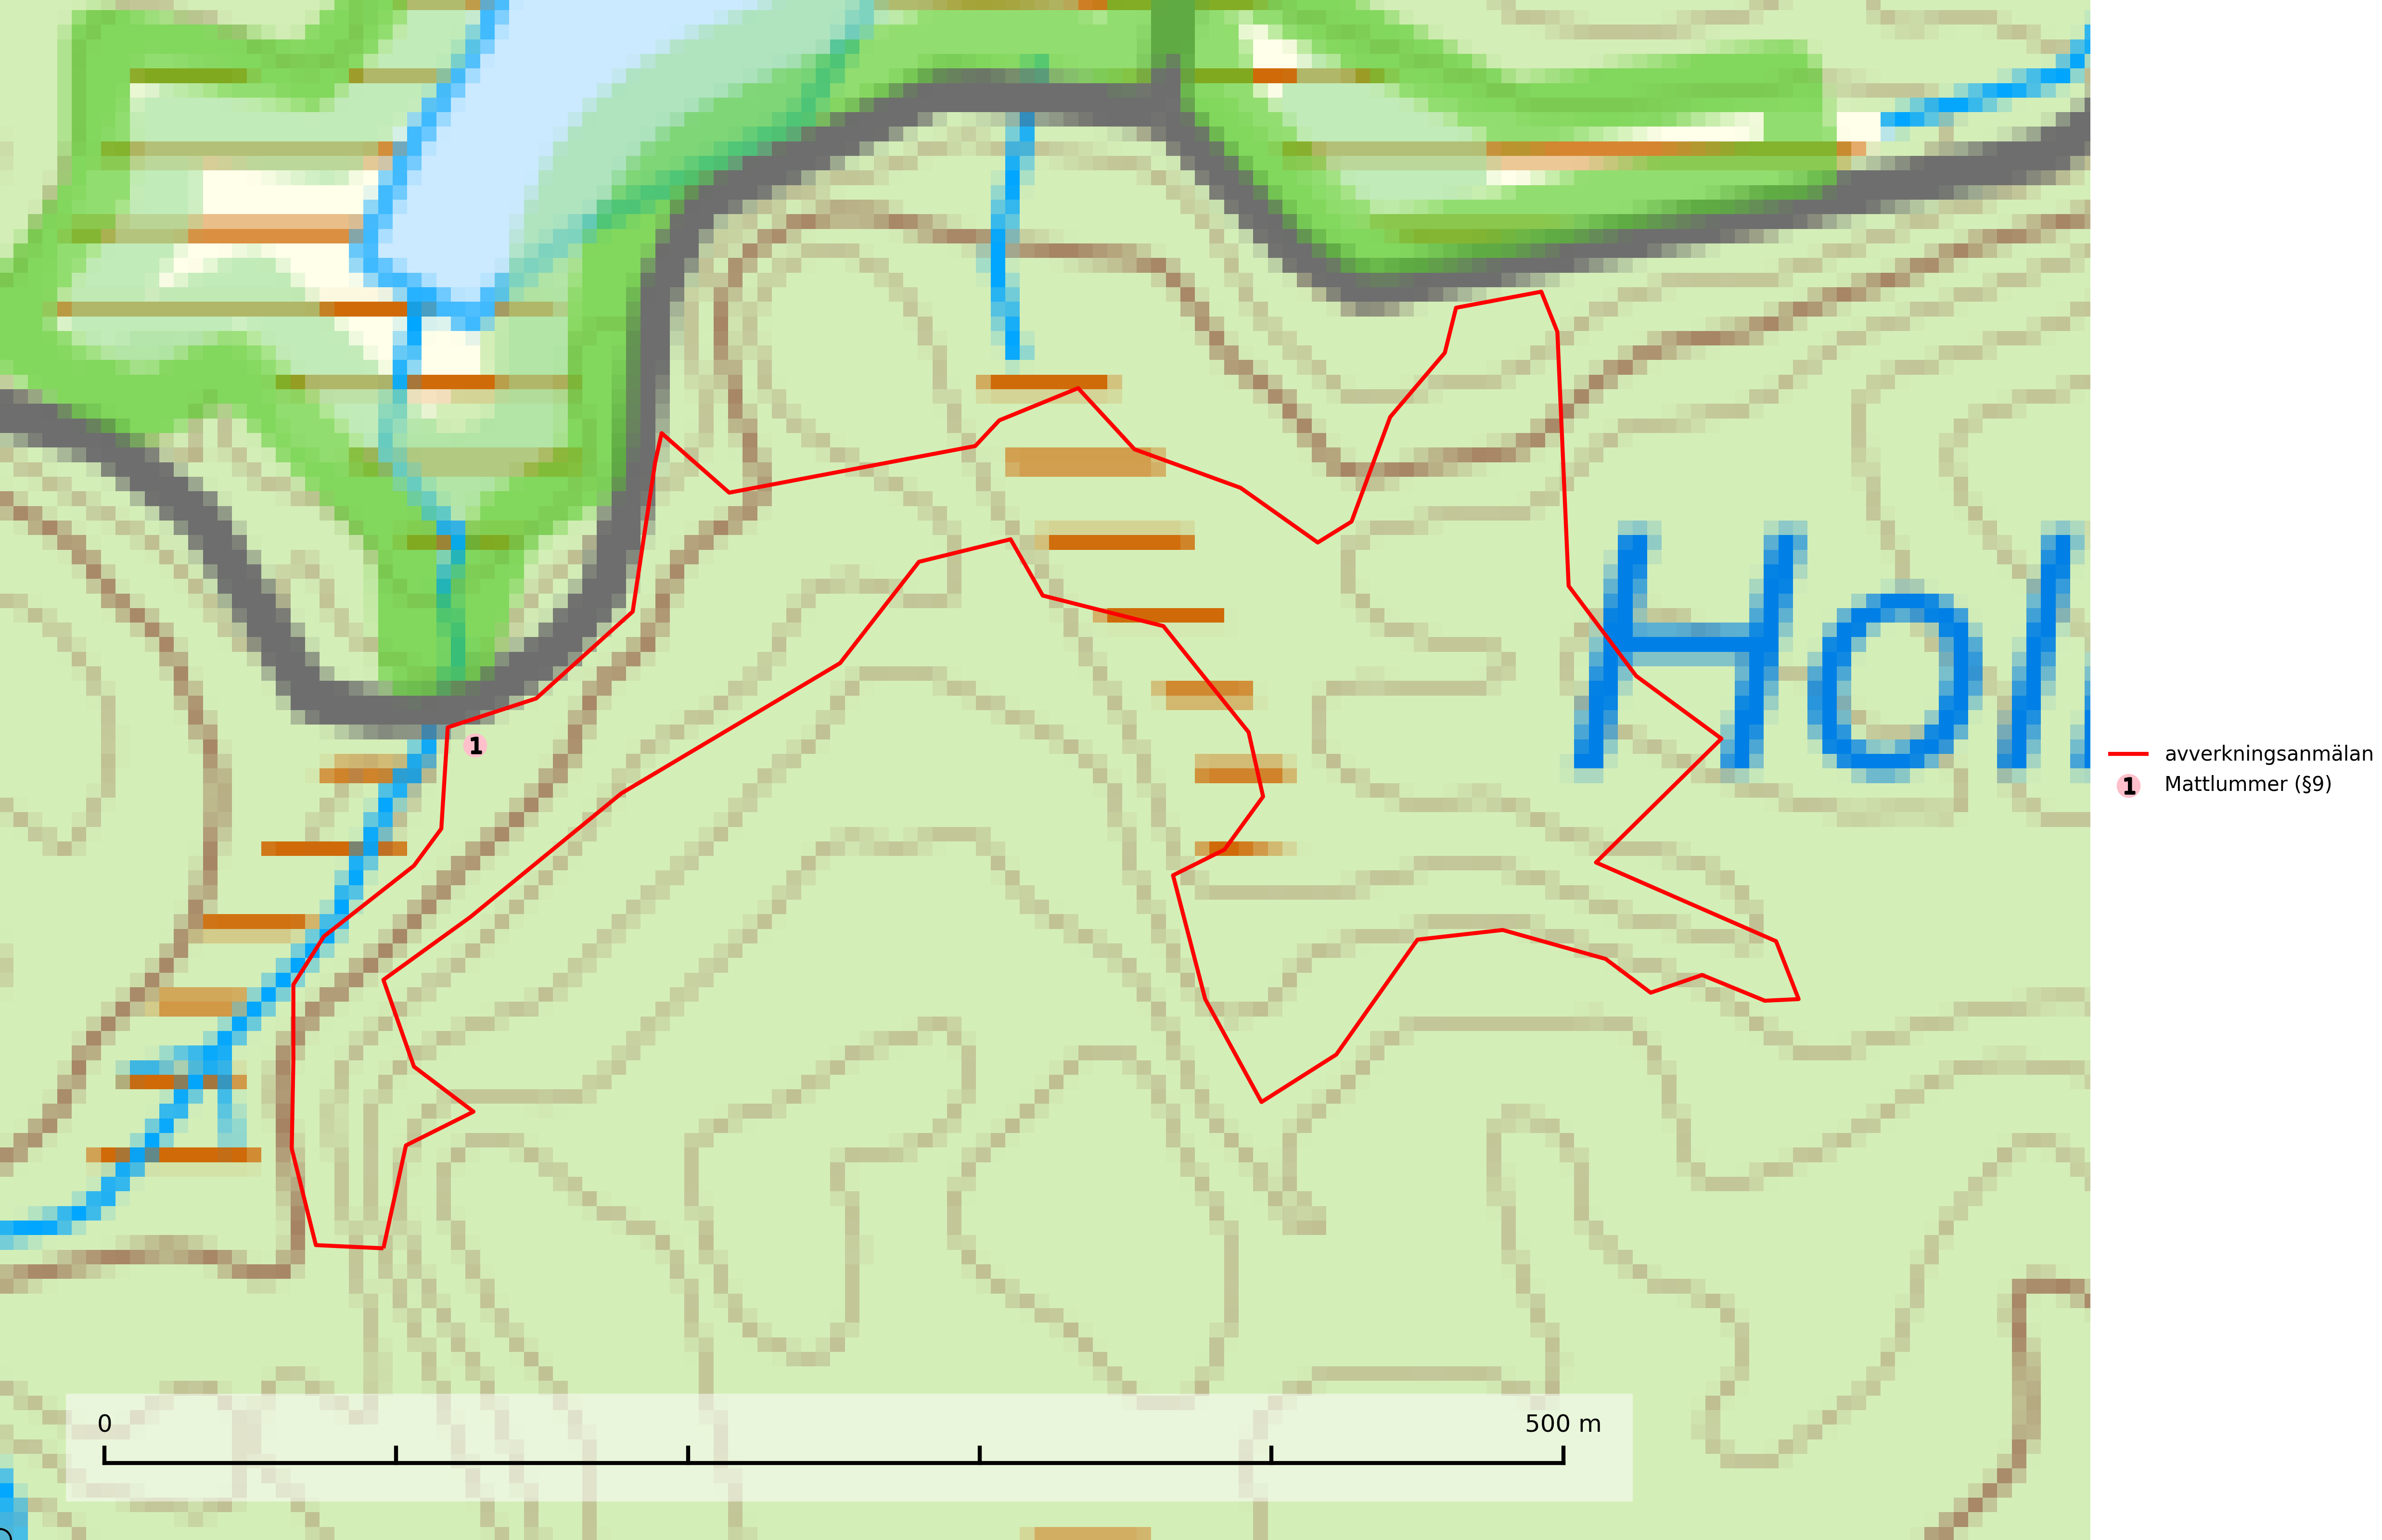 Hol
1
avverkningsanmälan
1 Mattlummer (§9)
0 500 m